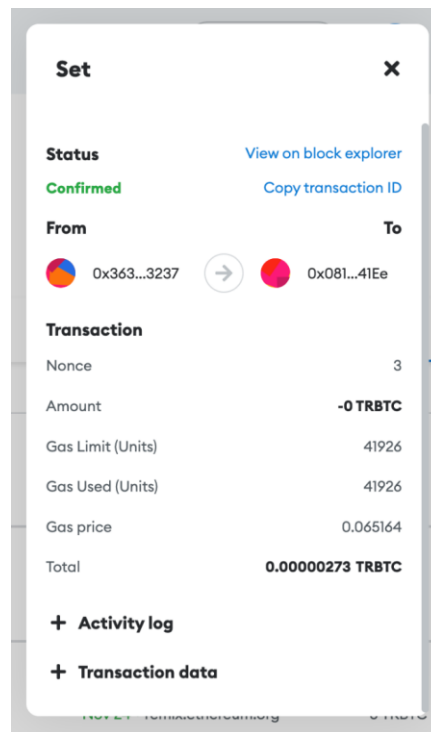 Set
Status View on block explorer
Confirmed Copy transaction ID
From To
0x363...3237 0x081...41Ee
Transaction
Nonce 3
Amount -0 TRBTC
Gas Limit (Units) 41926
Gas Used (Units) 41926
Gas price 0.065164
Total 0.00000273 TRBTC
+ Activity log
+ Transaction data